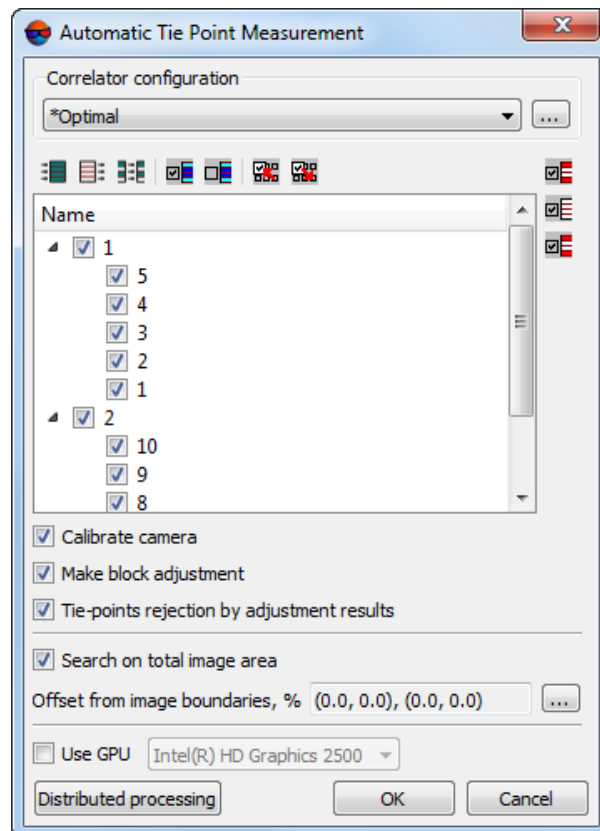 Automatic Tie Point Measurement
Correlator configuration
*Optimal
...
Name
1
5
4
3
2
1
2
10
9
8
Calibrate camera
Make block adjustment
Tie-points rejection by adjustment results
Search on total image area
Offset from image boundaries, % (0.0, 0.0), (0.0, 0.0) ...
Use GPU Intel(R) HD Graphics 2500
Distributed processing OK Cancel